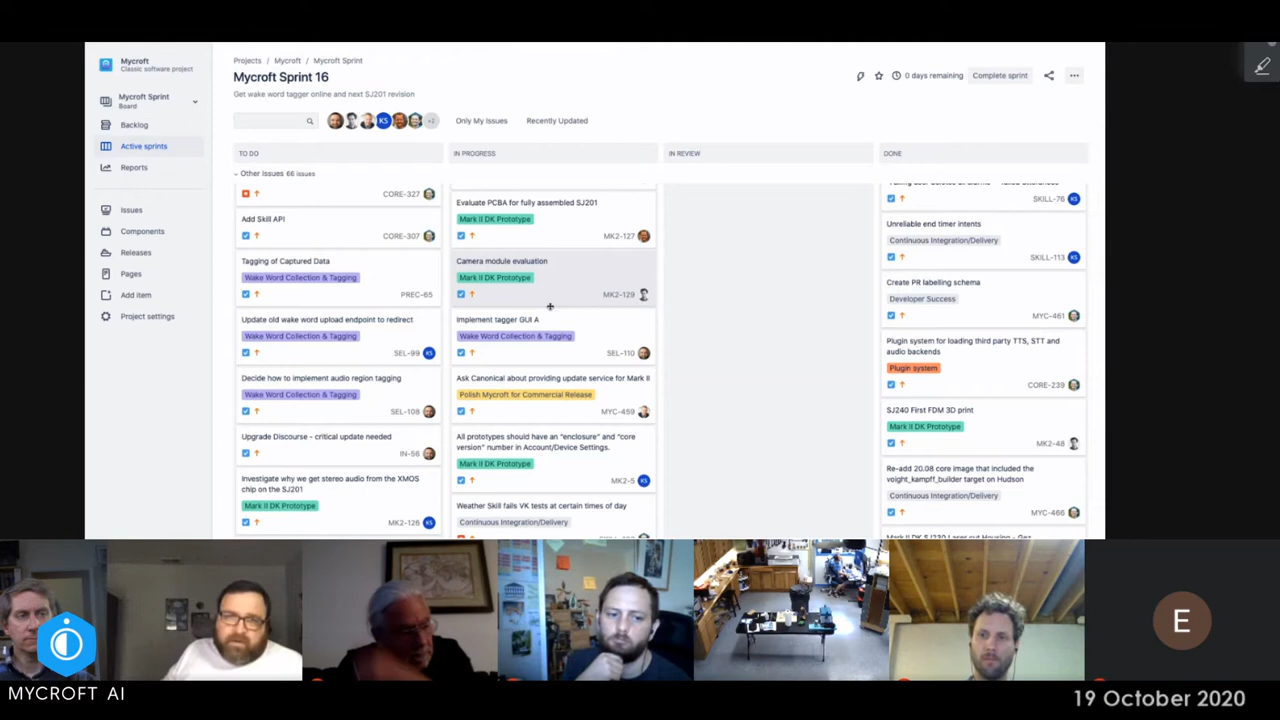 Mycroft
Classic software project
Mycroft Sprint
Board
Backlog
Active sprints
Reports
Issues
Components
Releases
Pages
Add item
Project settings
Projects / Mycroft / Mycroft Sprint
Mycroft Sprint 16
0 days remaining
Complete sprint
Get wake word tagger online and next SJ201 revision
KS
+2
Only My Issues
Recently Updated
TO DO
IN PROGRESS
IN REVIEW
DONE
Other Issues 66 issues
CORE-327
Add Skill API
CORE-307
Tagging of Captured Data
Wake Word Collection & Tagging
PREC-65
Update old wake word upload endpoint to redirect
Wake Word Collection & Tagging
SEL-99 KS
Decide how to implement audio region tagging
Wake Word Collection & Tagging
SEL-108
Upgrade Discourse - critical update needed
IN-56
Investigate why we get stereo audio from the XMOS
chip on the SJ201
Mark II DK Prototype
MK2-126 KS
Evaluate PCBA for fully assembled SJ201
Mark II DK Prototype
MK2-127
Camera module evaluation
Mark II DK Prototype
MK2-129
Implement tagger GUI A
Wake Word Collection & Tagging
SEL-110
Ask Canonical about providing update service for Mark II
Polish Mycroft for Commercial Release
MYC-459
All prototypes should have an "enclosure" and "core
version" number in Account/Device Settings.
Mark II DK Prototype
MK2-5 KS
Weather Skill fails VK tests at certain times of day
Continuous Integration/Delivery
SKILL-76 KS
Unreliable end timer intents
Continuous Integration/Delivery
SKILL-113 KS
Create PR labelling schema
Developer Success
MYC-461
Plugin system for loading third party TTS, STT and
audio backends
Plugin system
CORE-239
SJ240 First FDM 3D print
Mark II DK Prototype
MK2-48
Re-add 20.08 core image that included the
voight_kampff_builder target on Hudson
Continuous Integration/Delivery
MYC-466
E
MYCROFT AI
19 October 2020